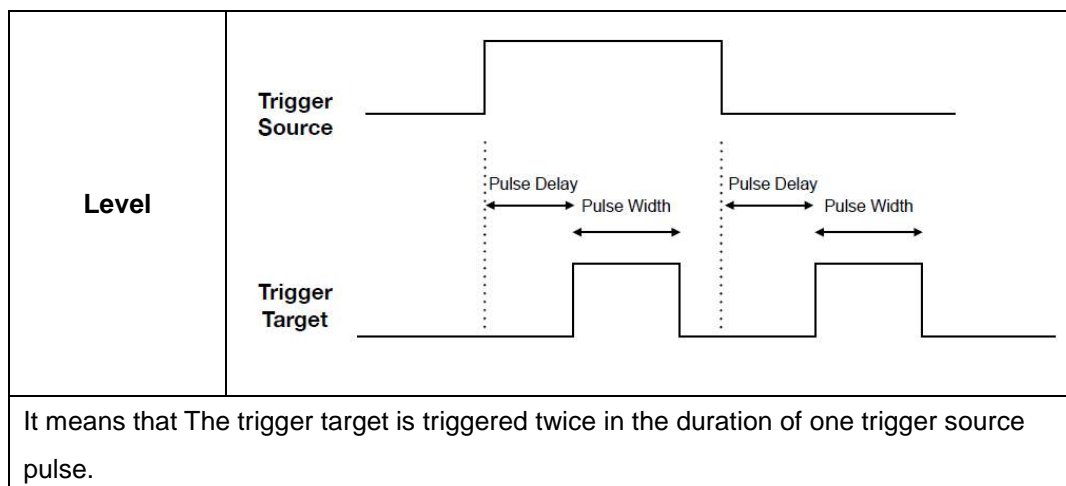 Level
Trigger
Source
Pulse Delay
Pulse Width
Pulse Delay
Pulse Width
Trigger
Target
It means that The trigger target is triggered twice in the duration of one trigger source
pulse.